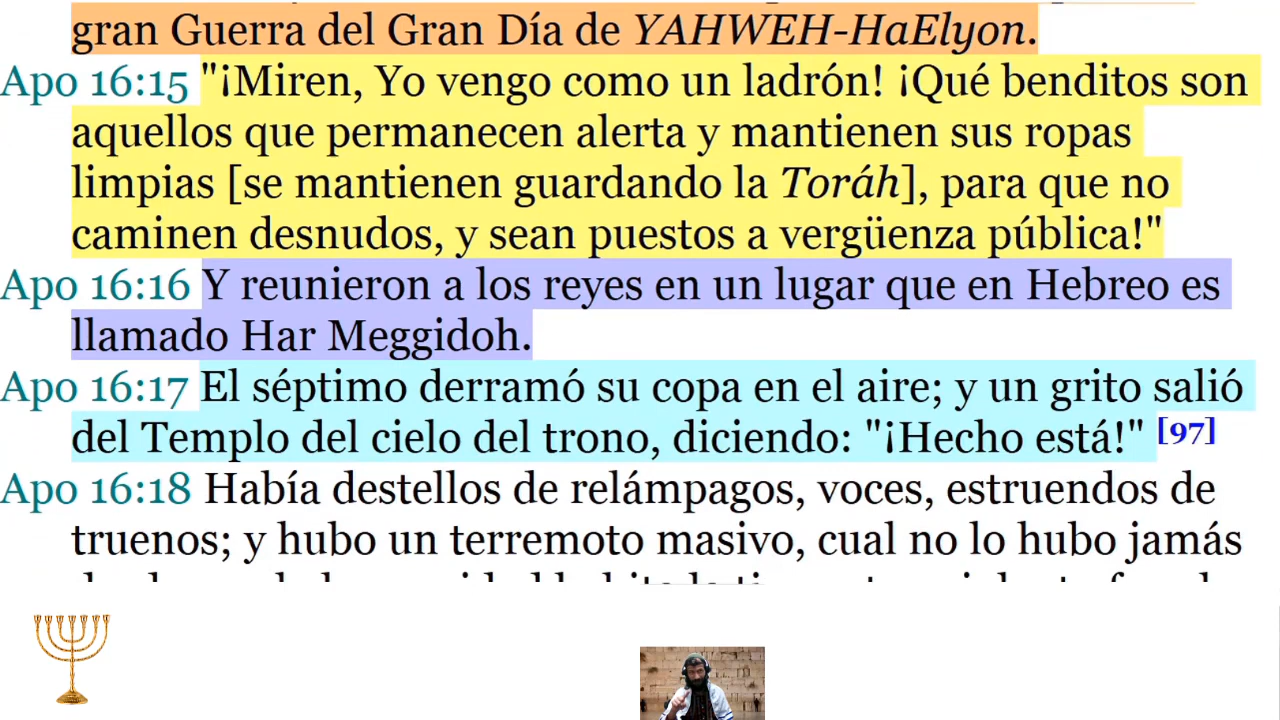 gran Guerra del Gran Día de YAHWEH-HaElyon.
Apo 16:15 "¡Miren, Yo vengo como un ladrón! ¡Qué benditos son
aquellos que permanecen alerta y mantienen sus ropas
limpias [se mantienen guardando la Toráh], para que no
caminen desnudos, y sean puestos a vergüenza pública!"
Apo 16:16 Y reunieron a los reyes en un lugar que en Hebreo es
llamado Har Meggidoh.
Apo 16:17 El séptimo derramó su copa en el aire; y un grito salió
del Templo del cielo del trono, diciendo: "¡Hecho está!" [97]
Apo 16:18 Había destellos de relámpagos, voces, estruendos de
truenos; y hubo un terremoto masivo, cual no lo hubo jamás